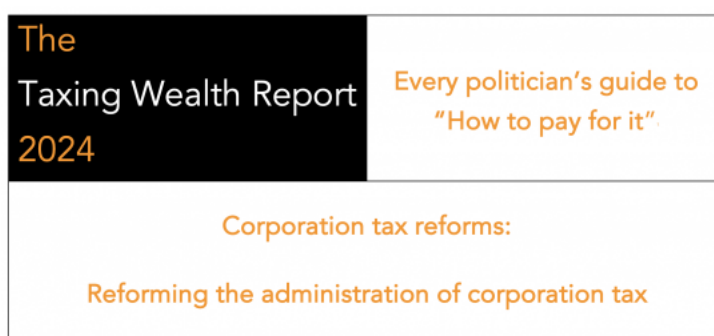 The
Taxing Wealth Report
2024
Every politician’s guide to
“How to pay for it”
Corporation tax reforms:
Reforming the administration of corporation tax